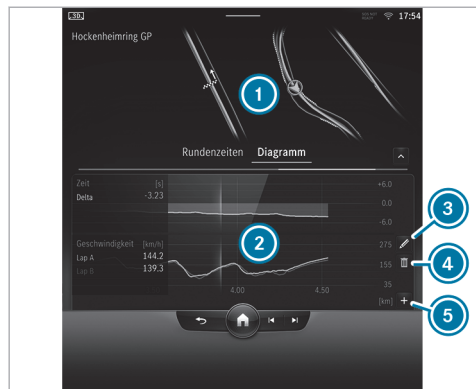 3D
17:54
Hockenheimring GP
1
Rundenzeiten Diagramm
Zeit [s] +6.0
Delta -3.23 0.0
-6.0
3
2
Geschwindigkeit [km/h] 275
Lap A 144.2
Lap B 139.3 155
4
35
4.00 4.50
[km] +
5